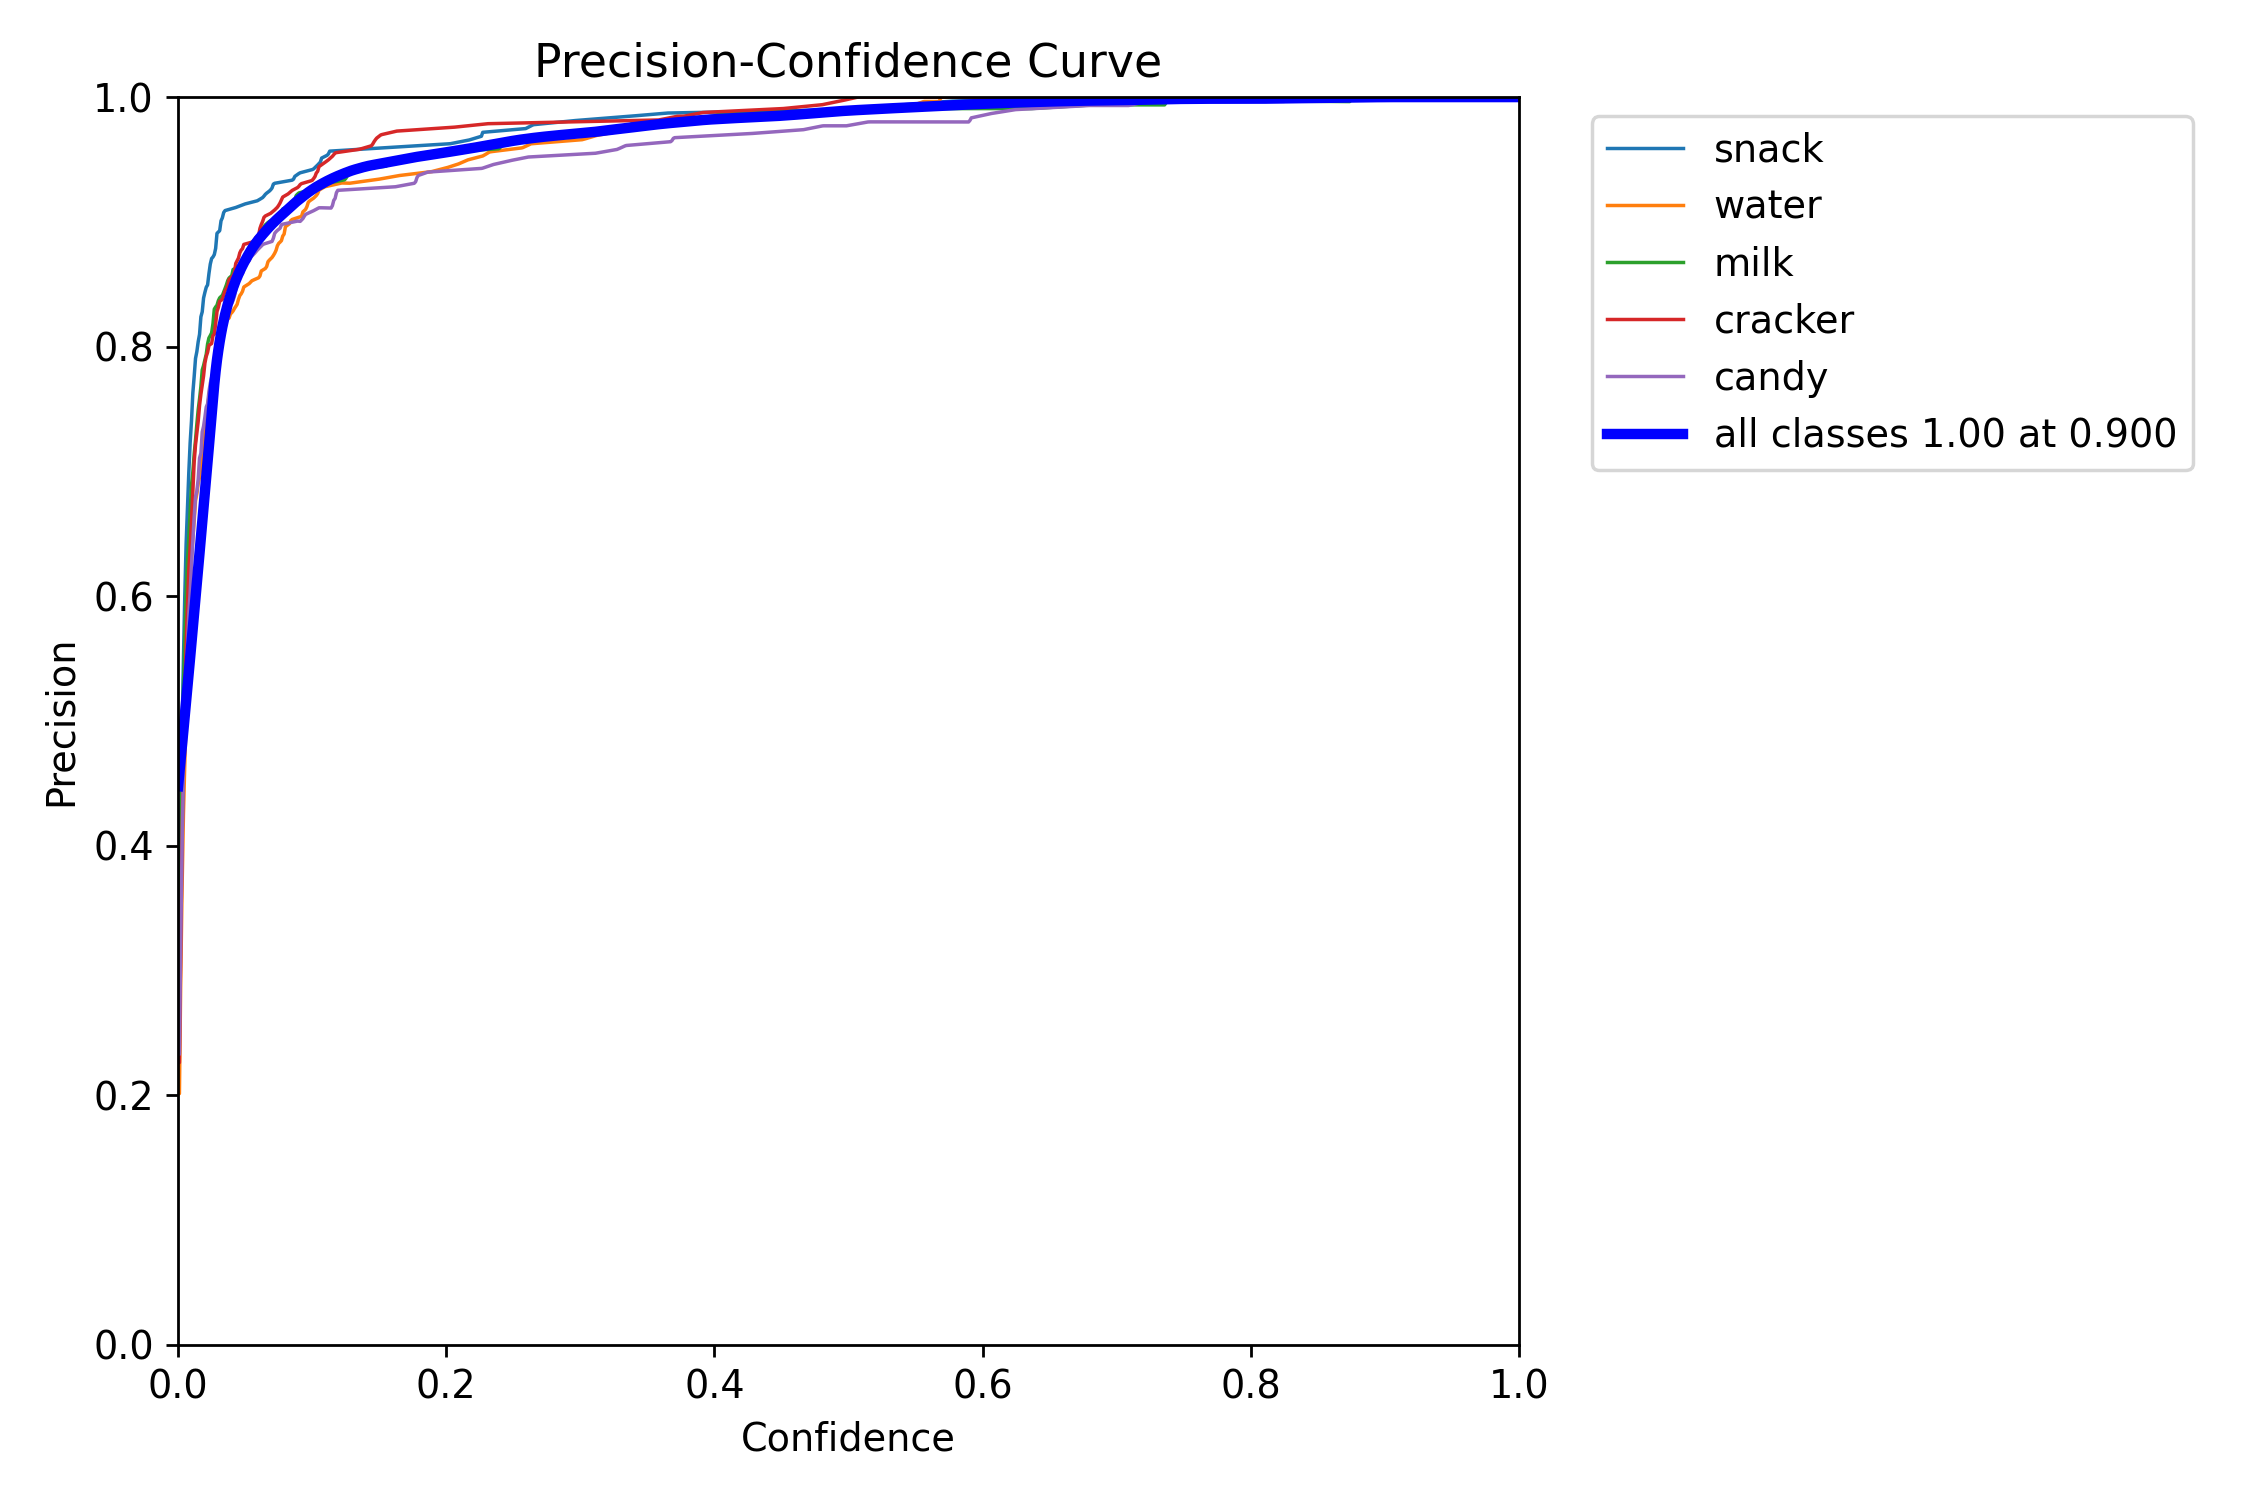 Precision-Confidence Curve
1.0
0.8
0.6
0.4
0.2
0.0
Precision
0.0 0.2 0.4 0.6 0.8 1.0
Confidence
snack
water
milk
cracker
candy
all classes 1.00 at 0.900